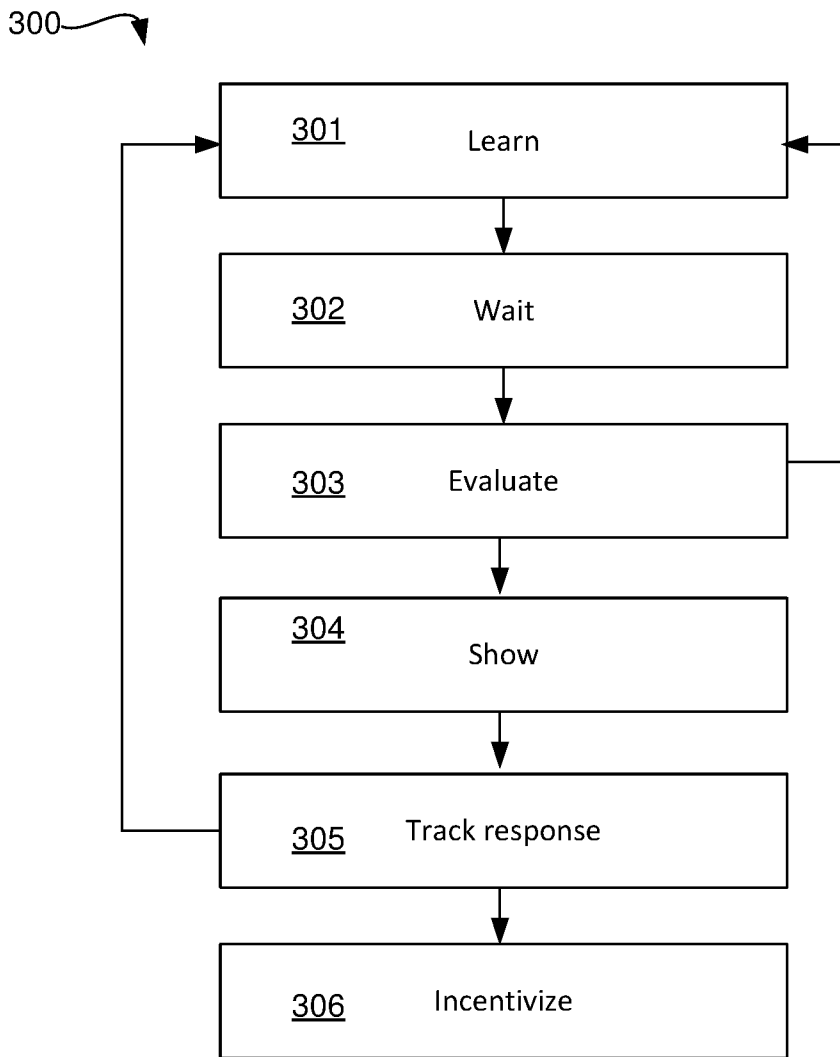 300
301 Learn
302 Wait
303 Evaluate
304 Show
305 Track response
306 Incentivize